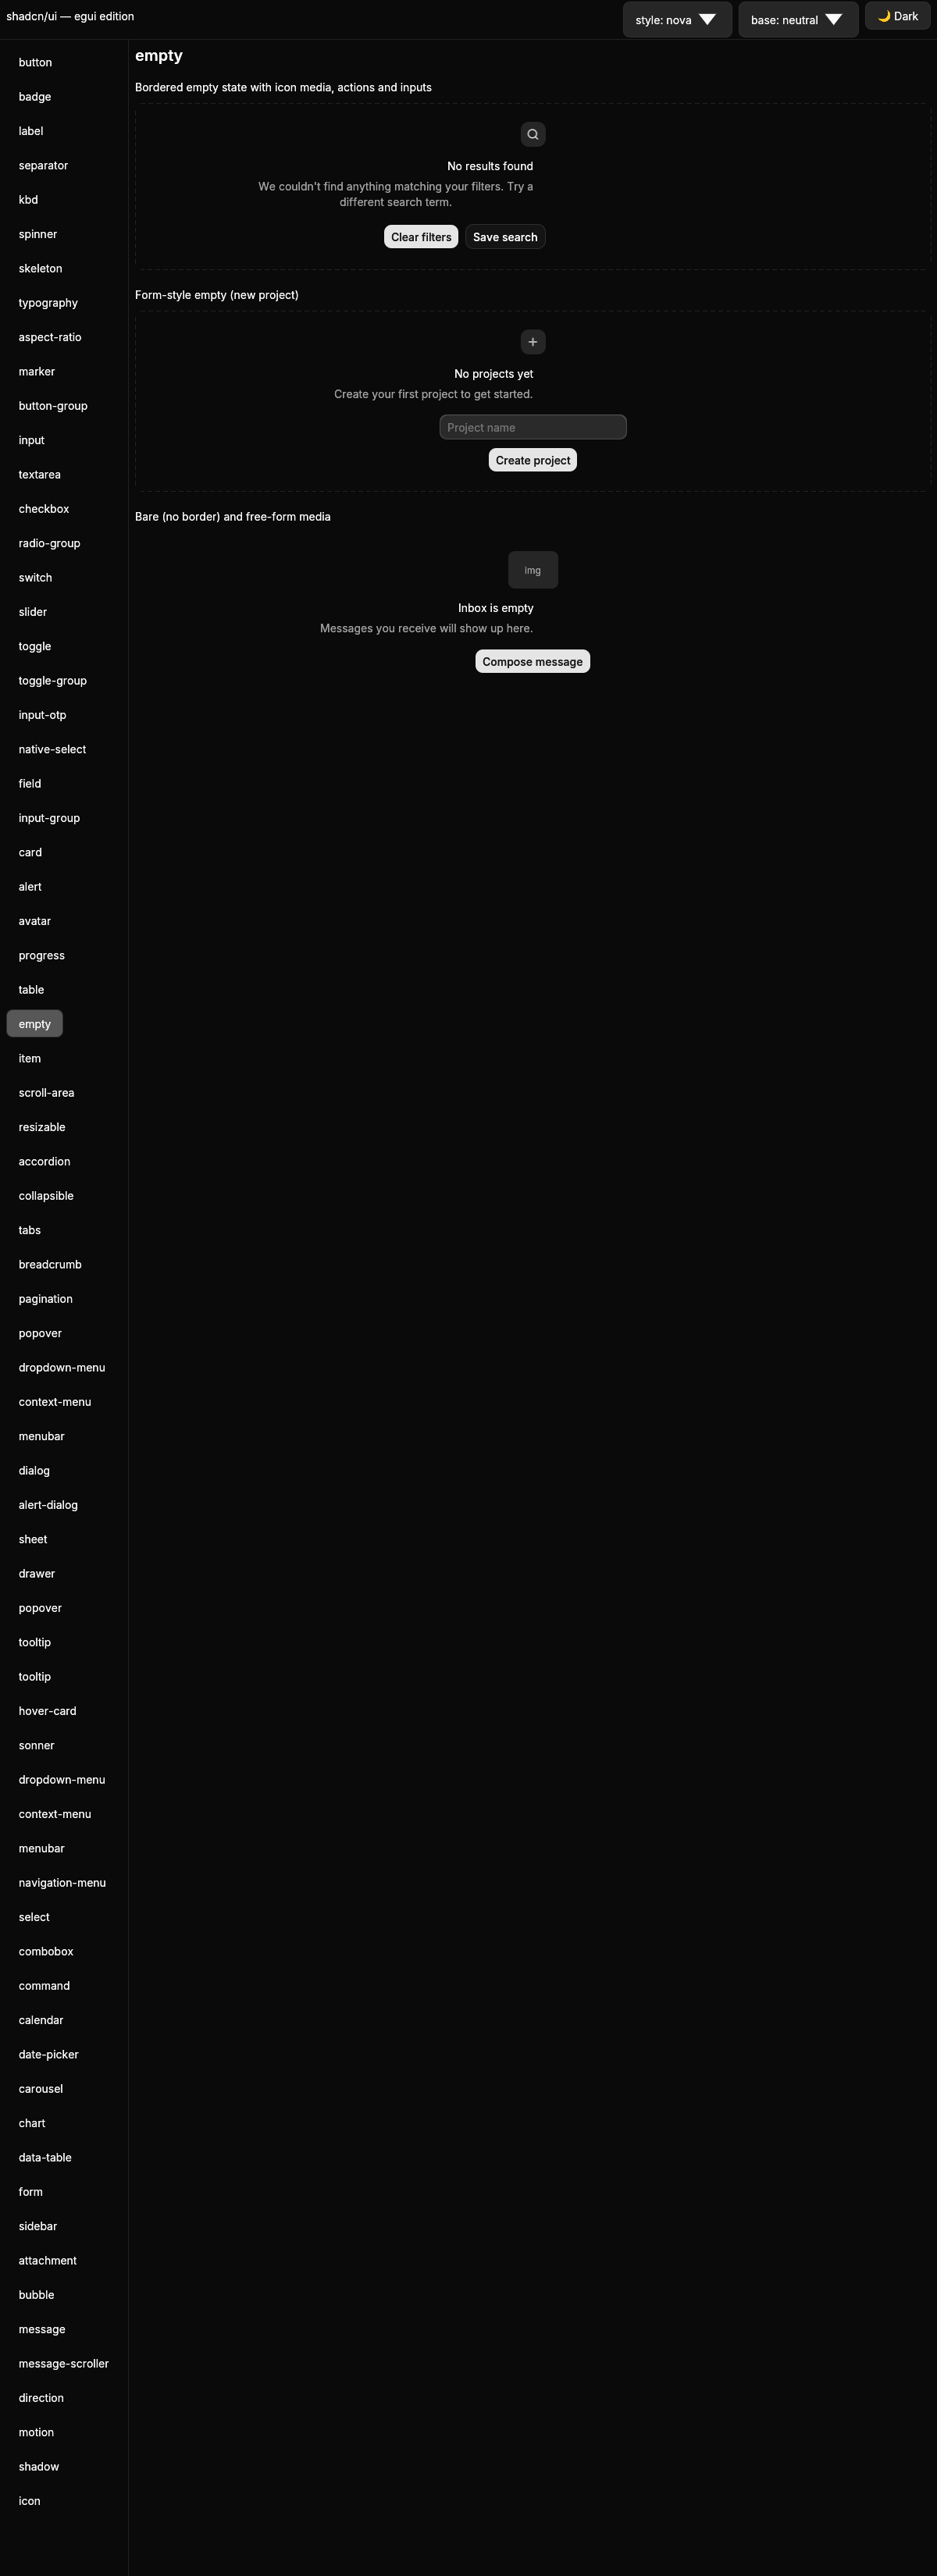 shadcn/ui — egui edition
style: nova
base: neutral
🌙 Dark
button
badge
label
separator
kbd
spinner
skeleton
typography
aspect-ratio
marker
button-group
input
textarea
checkbox
radio-group
switch
slider
toggle
toggle-group
input-otp
native-select
field
input-group
card
alert
avatar
progress
table
empty
item
scroll-area
resizable
accordion
collapsible
tabs
breadcrumb
pagination
popover
dropdown-menu
context-menu
menubar
dialog
alert-dialog
sheet
drawer
popover
tooltip
tooltip
hover-card
sonner
dropdown-menu
context-menu
menubar
navigation-menu
select
combobox
command
calendar
date-picker
carousel
chart
data-table
form
sidebar
attachment
bubble
message
message-scroller
direction
motion
shadow
icon
empty
Bordered empty state with icon media, actions and inputs
No results found
We couldn't find anything matching your filters. Try a
different search term.
Clear filters
Save search
Form-style empty (new project)
No projects yet
Create your first project to get started.
Project name
Create project
Bare (no border) and free-form media
img
Inbox is empty
Messages you receive will show up here.
Compose message